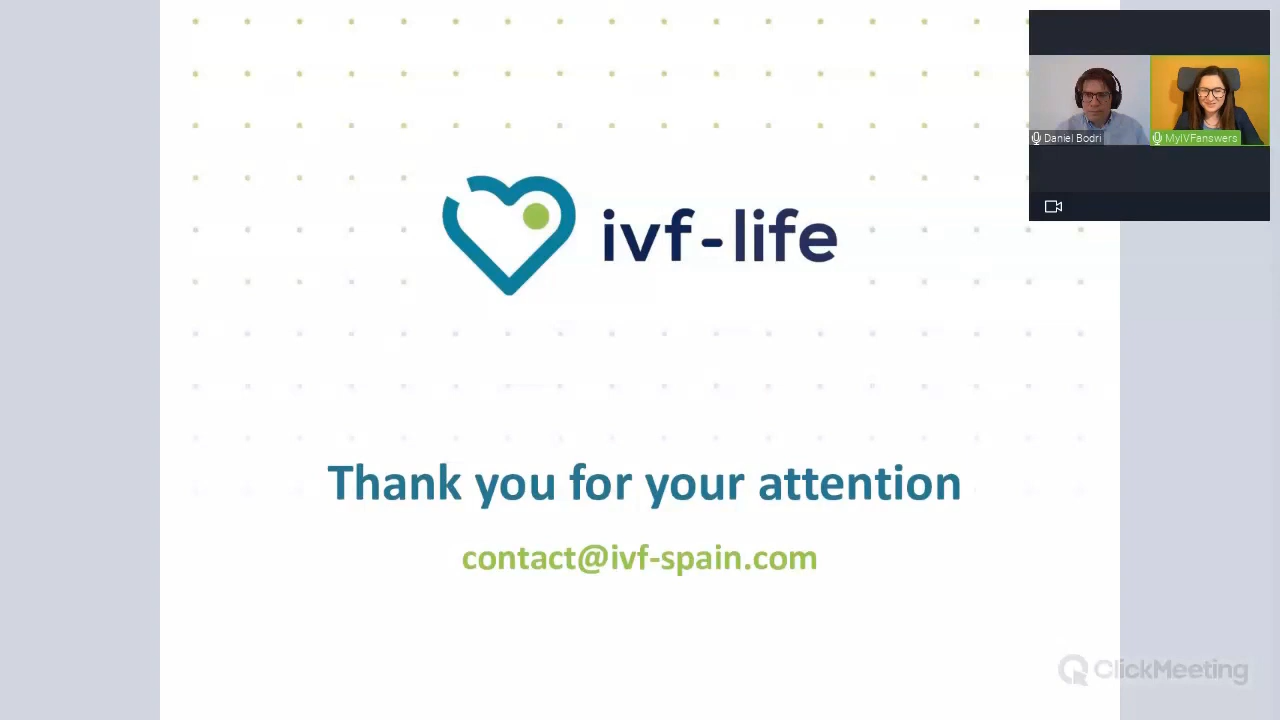 Daniel Bodri
MyIVFanswers
ivf-life
Thank you for your attention
contact@ivf-spain.com
ClickMeeting